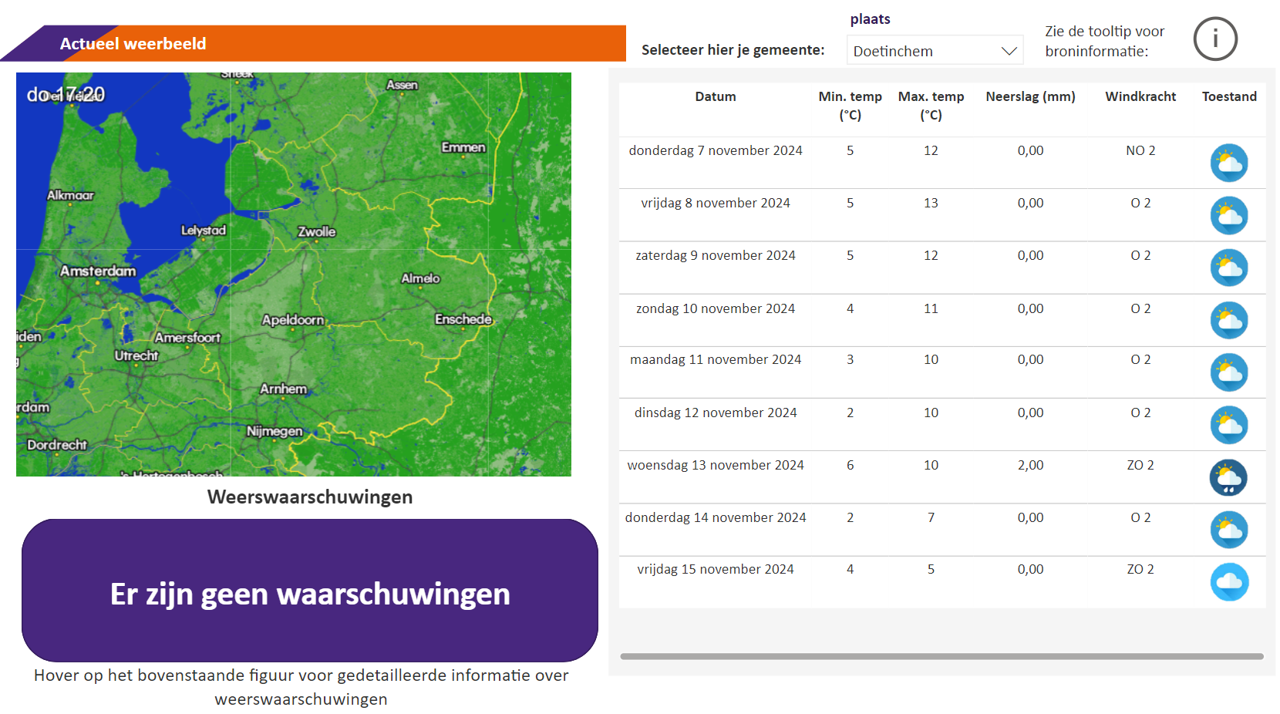 Actueel weerbeeld
plaats
Selecteer hier je gemeente:
Doetinchem
Zie de tooltip voor
broninformatie:
i
do 17:20
Den Helder
Sneek
Assen
Emmen
Alkmaar
Lelystad
Zwolle
Amsterdam
Almelo
Apeldoorn
Enschede
iden
Amersfoort
Utrecht
g
Arnhem
rdam
Nijmegen
Dordrecht
's-Hertogenbosch
Weerswaarschuwingen
Er zijn geen waarschuwingen
Hover op het bovenstaande figuur voor gedetailleerde informatie over
weerswaarschuwingen
Datum Min. temp Max. temp Neerslag (mm) Windkracht Toestand
(°C) (°C)
donderdag 7 november 2024 5 12 0,00 NO 2
vrijdag 8 november 2024 5 13 0,00 O 2
zaterdag 9 november 2024 5 12 0,00 O 2
zondag 10 november 2024 4 11 0,00 O 2
maandag 11 november 2024 3 10 0,00 O 2
dinsdag 12 november 2024 2 10 0,00 O 2
woensdag 13 november 2024 6 10 2,00 ZO 2
donderdag 14 november 2024 2 7 0,00 O 2
vrijdag 15 november 2024 4 5 0,00 ZO 2